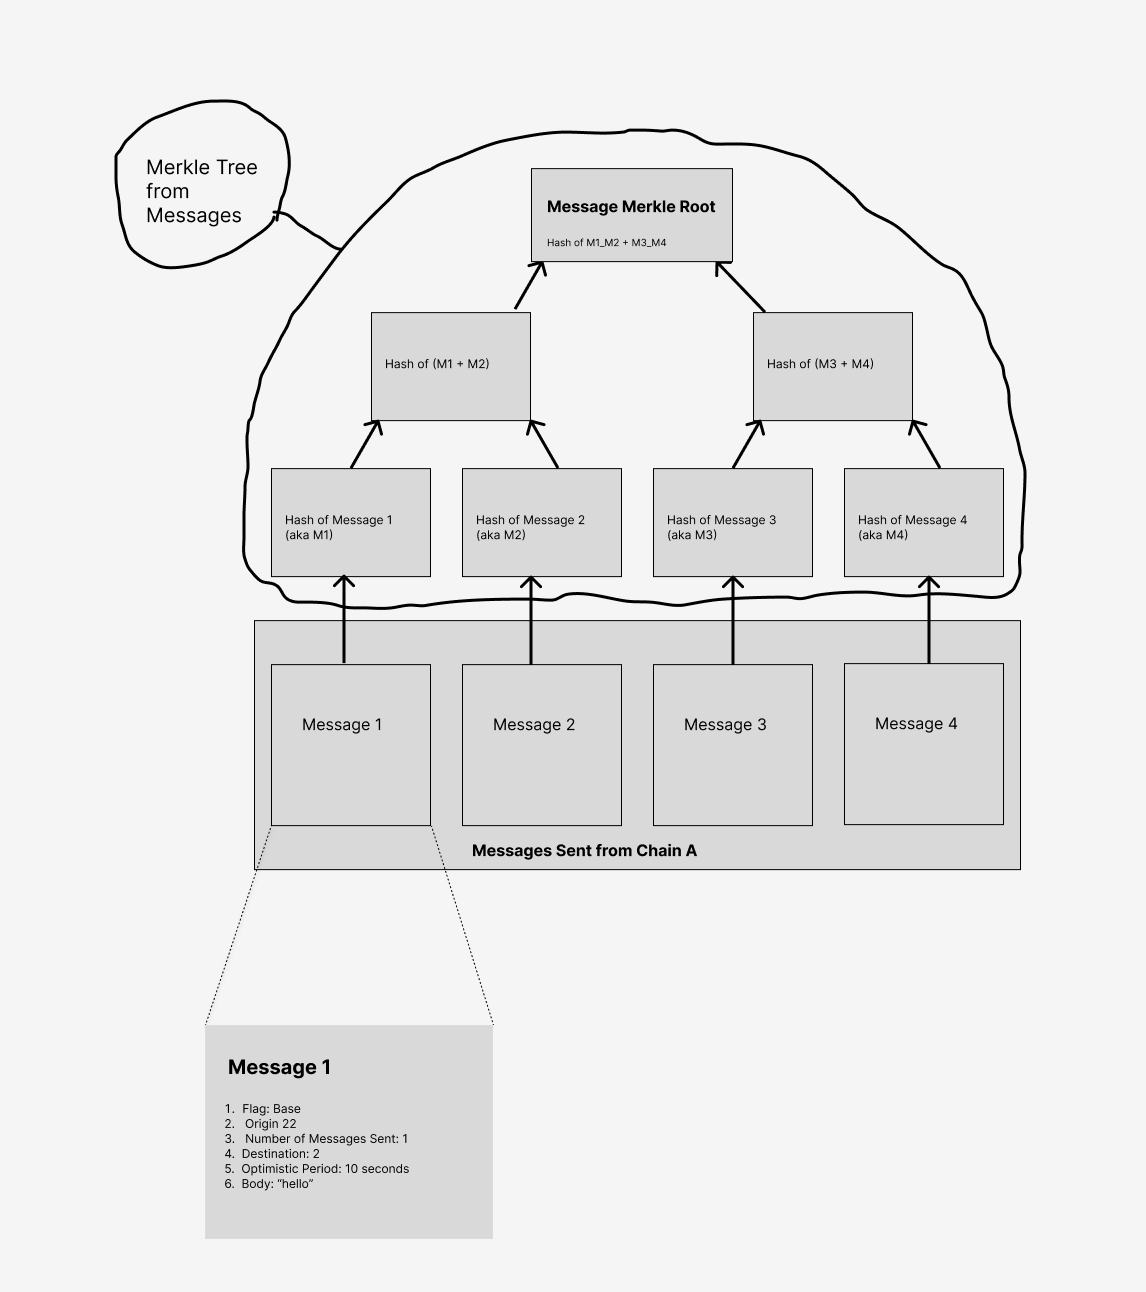 Merkle Tree
from
Messages
Message Merkle Root
Hash of M1_M2 + M3_M4
Hash of (M1 + M2)
Hash of (M3 + M4)
Hash of Message 1
(aka M1)
Hash of Message 2
(aka M2)
Hash of Message 3
(aka M3)
Hash of Message 4
(aka M4)
Message 1
Message 2
Message 3
Message 4
Messages Sent from Chain A
Message 1
1. Flag: Base
2. Origin 22
3. Number of Messages Sent: 1
4. Destination: 2
5. Optimistic Period: 10 seconds
6. Body: “hello”